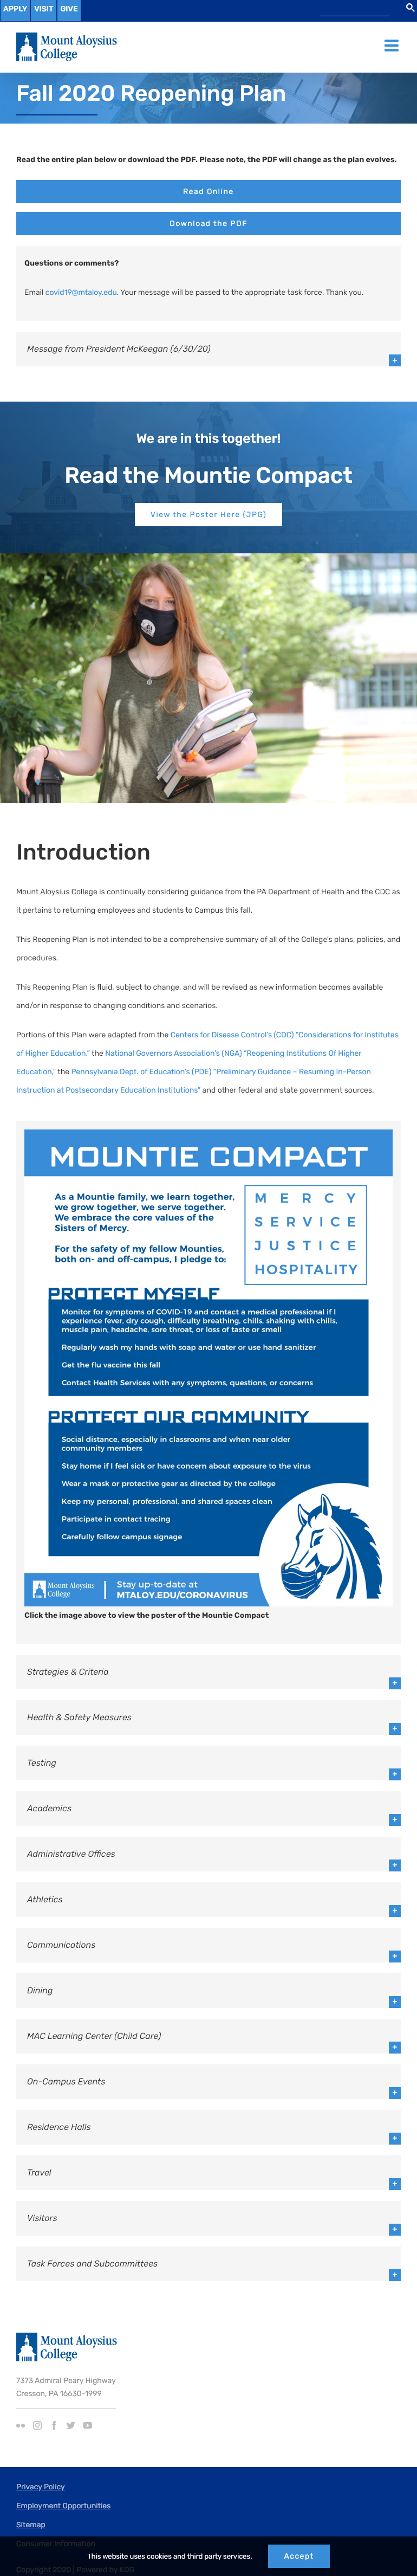 APPLY VISIT GIVE
Mount Aloysius
College
Fall 2020 Reopening Plan
Read the entire plan below or download the PDF. Please note, the PDF will change as the plan evolves.
Read Online
Download the PDF
Questions or comments?
Email covid19@mtaloy.edu. Your message will be passed to the appropriate task force. Thank you.
Message from President McKeegan (6/30/20)
+
We are in this together!
Read the Mountie Compact
View the Poster Here (JPG)
Introduction
Mount Aloysius College is continually considering guidance from the PA Department of Health and the CDC as
it pertains to returning employees and students to Campus this fall.
This Reopening Plan is not intended to be a comprehensive summary of all of the College's plans, policies, and
procedures.
This Reopening Plan is fluid, subject to change, and will be revised as new information becomes available
and/or in response to changing conditions and scenarios.
Portions of this Plan were adapted from the Centers for Disease Control's (CDC) "Considerations for Institutes
of Higher Education," the National Governors Association's (NGA) "Reopening Institutions Of Higher
Education," the Pennsylvania Dept. of Education's (PDE) "Preliminary Guidance – Resuming In-Person
Instruction at Postsecondary Education Institutions" and other federal and state government sources.
MOUNTIE COMPACT
As a Mountie family, we learn together,
we grow together, we serve together.
We embrace the core values of the
Sisters of Mercy.
For the safety of my fellow Mounties,
both on- and off-campus, I pledge to:
MERCY
SERVICE
JUSTICE
HOSPITALITY
PROTECT MYSELF
Monitor for symptoms of COVID-19 and contact a medical professional if I
experience fever, dry cough, difficulty breathing, chills, shaking with chills,
muscle pain, headache, sore throat, or loss of taste or smell
Regularly wash my hands with soap and water or use hand sanitizer
Get the flu vaccine this fall
Contact Health Services with any symptoms, questions, or concerns
PROTECT OUR COMMUNITY
Social distance, especially in classrooms and when near older
community members
Stay home if I feel sick or have concern about exposure to the virus
Wear a mask or protective gear as directed by the college
Keep my personal, professional, and shared spaces clean
Participate in contact tracing
Carefully follow campus signage
Mount Aloysius
College
Stay up-to-date at
MTALOY.EDU/CORONAVIRUS
Click the image above to view the poster of the Mountie Compact
Strategies & Criteria
+
Health & Safety Measures
+
Testing
+
Academics
+
Administrative Offices
+
Athletics
+
Communications
+
Dining
+
MAC Learning Center (Child Care)
+
On-Campus Events
+
Residence Halls
+
Travel
+
Visitors
+
Task Forces and Subcommittees
+
Mount Aloysius
College
7373 Admiral Peary Highway
Cresson, PA 16630-1999
Privacy Policy
Employment Opportunities
Sitemap
Consumer Information
This website uses cookies and third party services.
Accept
Copyright 2020 | Powered by KDG